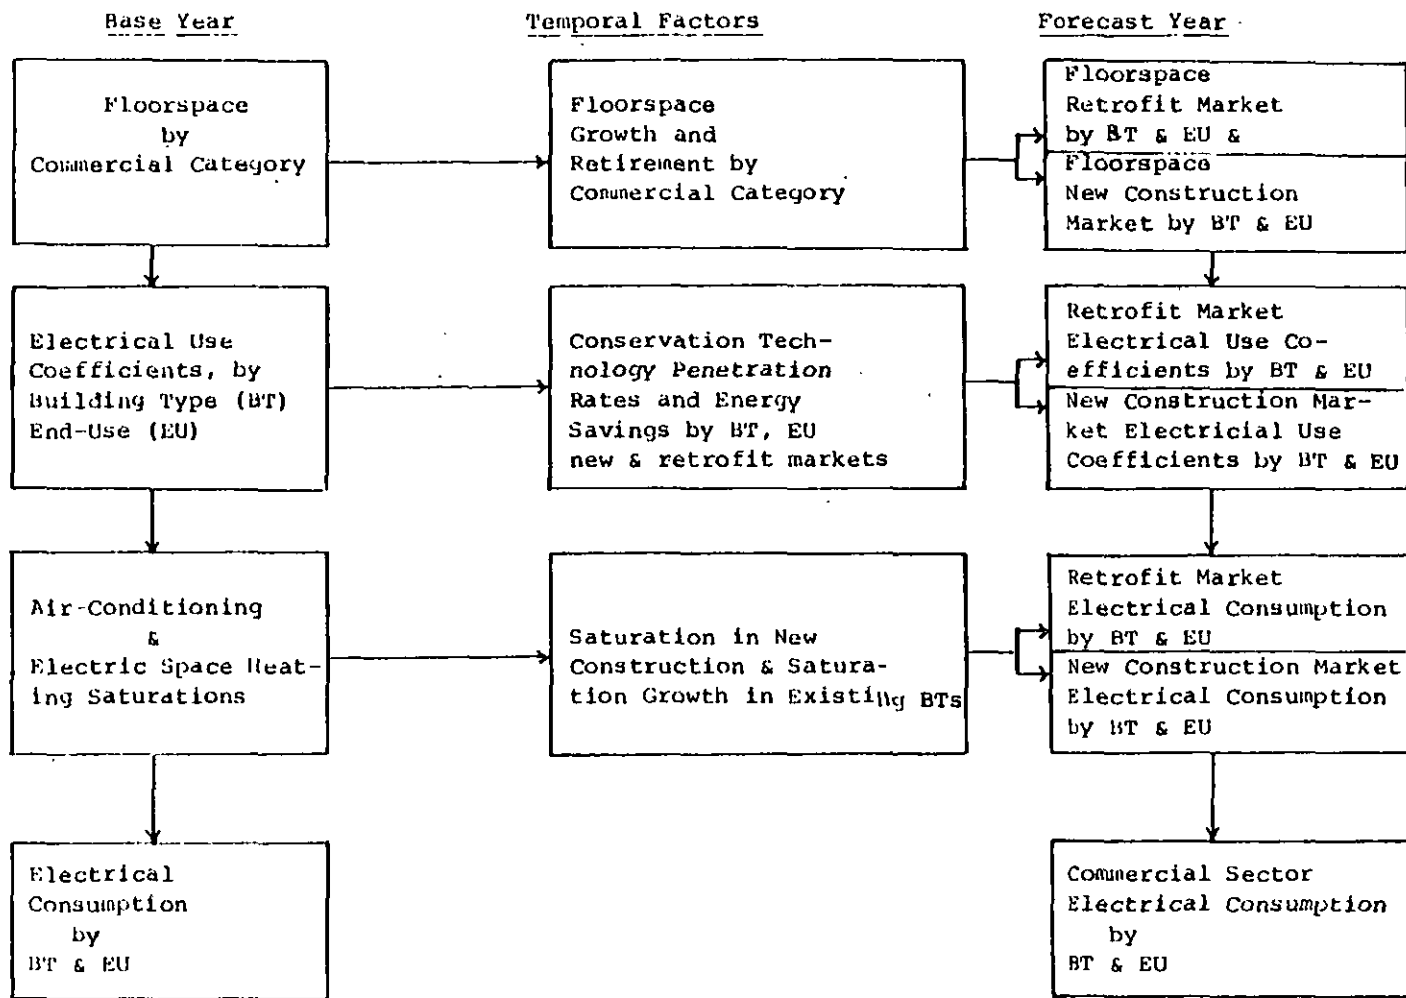 Base Year
Temporal Factors
Forecast Year
Floorspace
by
Commercial Category
Floorspace
Growth and
Retirement by
Commercial Category
Floorspace
Retrofit Market
by BT & EU &
Floorspace
New Construction
Market by BT & EU
Electrical Use
Coefficients, by
Building Type (BT)
End-Use (EU)
Conservation Tech-
nology Penetration
Rates and Energy
Savings by BT, EU
new & retrofit markets
Retrofit Market
Electrical Use Co-
efficients by BT & EU
New Construction Mar-
ket Electricial Use
Coefficients by BT & EU
Air-Conditioning
&
Electric Space Heat-
ing Saturations
Saturation in New
Construction & Satura-
tion Growth in Existing BTs
Retrofit Market
Electrical Consumption
by BT & EU
New Construction Market
Electrical Consumption
by BT & EU
Electrical
Consumption
by
BT & EU
Commercial Sector
Electrical Consumption
by
BT & EU